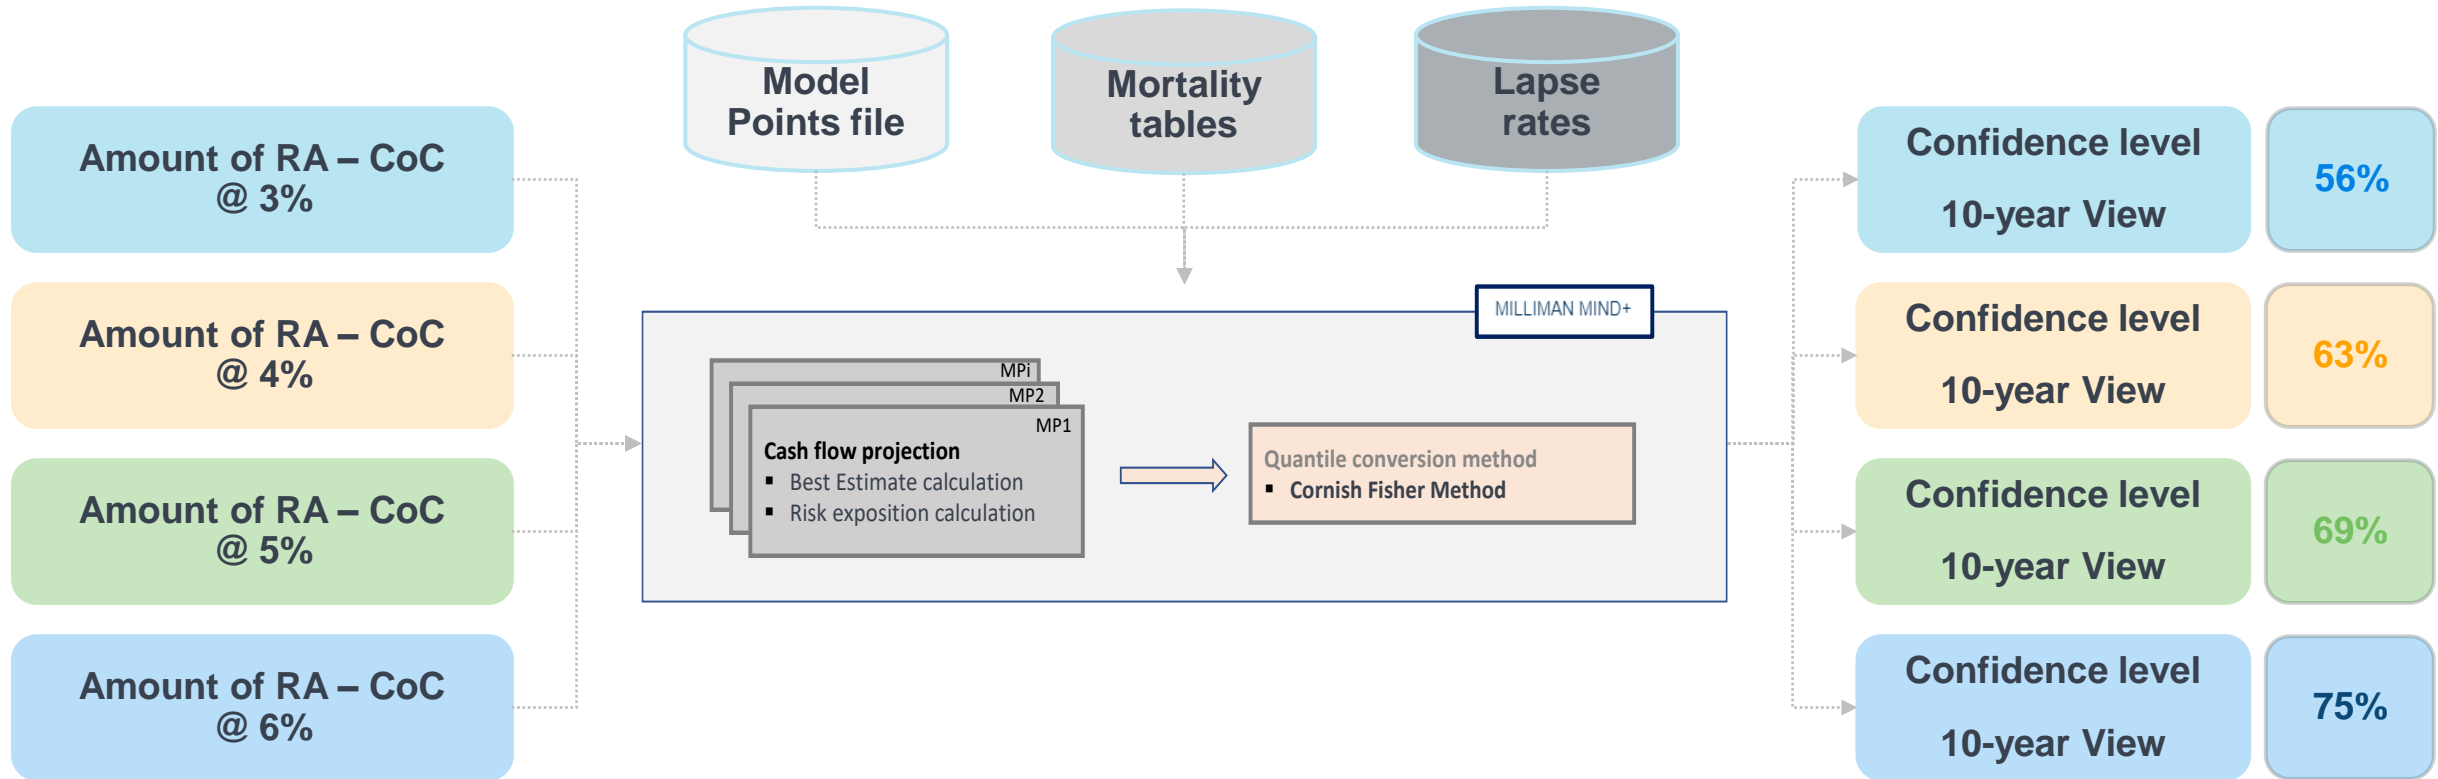 Model
Points file
Mortality
tables
Lapse
rates
Amount of RA – CoC
@ 3%
Amount of RA – CoC
@ 4%
Amount of RA – CoC
@ 5%
Amount of RA – CoC
@ 6%
MILLIMAN MIND+
MPi
MP2
MP1
Cash flow projection
▪ Best Estimate calculation
▪ Risk exposition calculation
Quantile conversion method
▪ Cornish Fisher Method
Confidence level
10-year View
56%
Confidence level
10-year View
63%
Confidence level
10-year View
69%
Confidence level
10-year View
75%